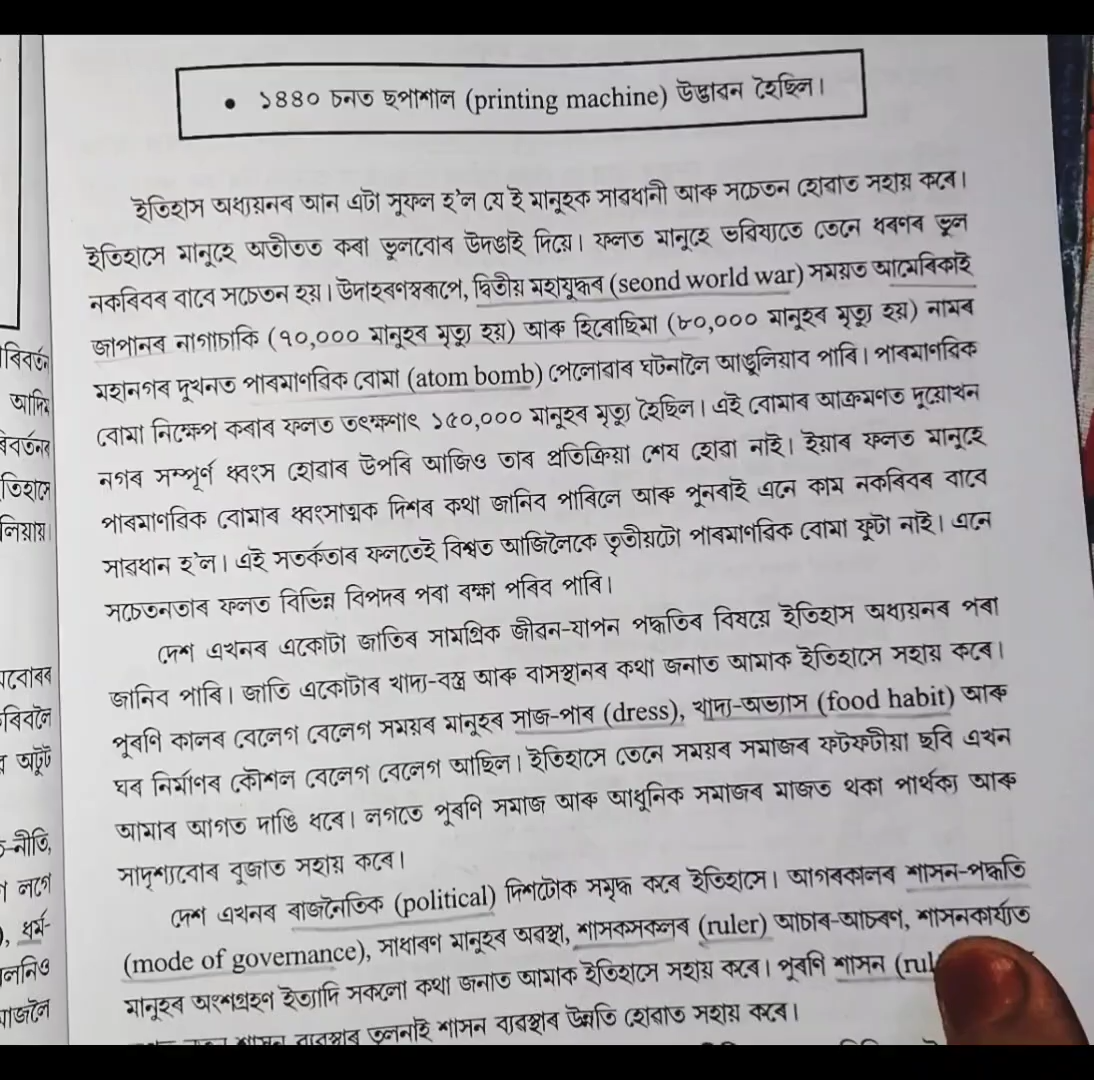 • ১৪৪০ চনত ছপাশাল (printing machine) উদ্ভাৱন হৈছিল।
ইতিহাস অধ্যয়নৰ আন এটা সুফল হ'ল যে ই মানুহক সাৱধানী আৰু সচেতন হোৱাত সহায় কৰে।
ইতিহাসে মানুহে অতীতত কৰা ভুলবোৰ উদঙাই দিয়ে। ফলত মানুহে ভৱিষ্যতে তেনে ধৰণৰ ভুল
নকৰিবৰ বাবে সচেতন হয়। উদাহৰণস্বৰূপে, দ্বিতীয় মহাযুদ্ধৰ (seond world war) সময়ত আমেৰিকাই
জাপানৰ নাগাচাকি (৭০,০০০ মানুহৰ মৃত্যু হয়) আৰু হিৰোছিমা (৮০,০০০ মানুহৰ মৃত্যু হয়) নামৰ
মহানগৰ দুখনত পাৰমাণৱিক বোমা (atom bomb) পেলোৱাৰ ঘটনালৈ আঙুলিয়াব পাৰি। পাৰমাণৱিক
বোমা নিক্ষেপ কৰাৰ ফলত তৎক্ষণাৎ ১৫০,০০০ মানুহৰ মৃত্যু হৈছিল। এই বোমাৰ আক্ৰমণত দুয়োখন
নগৰ সম্পূৰ্ণ ধ্বংস হোৱাৰ উপৰি আজিও তাৰ প্ৰতিক্ৰিয়া শেষ হোৱা নাই। ইয়াৰ ফলত মানুহে
পাৰমাণৱিক বোমাৰ ধ্বংসাত্মক দিশৰ কথা জানিব পাৰিলে আৰু পুনৰাই এনে কাম নকৰিবৰ বাবে
সাৱধান হ'ল। এই সতৰ্কতাৰ ফলতেই বিশ্বত আজিলৈকে তৃতীয়টো পাৰমাণৱিক বোমা ফুটা নাই। এনে
সচেতনতাৰ ফলত বিভিন্ন বিপদৰ পৰা ৰক্ষা পৰিব পাৰি।
দেশ এখনৰ একোটা জাতিৰ সামগ্ৰিক জীৱন-যাপন পদ্ধতিৰ বিষয়ে ইতিহাস অধ্যয়নৰ পৰা
জানিব পাৰি। জাতি একোটাৰ খাদ্য-বস্ত্ৰ আৰু বাসস্থানৰ কথা জনাত আমাক ইতিহাসে সহায় কৰে।
পুৰণি কালৰ বেলেগ বেলেগ সময়ৰ মানুহৰ সাজ-পাৰ (dress), খাদ্য-অভ্যাস (food habit) আৰু
ঘৰ নিৰ্মাণৰ কৌশল বেলেগ বেলেগ আছিল। ইতিহাসে তেনে সময়ৰ সমাজৰ ফটফটীয়া ছবি এখন
আমাৰ আগত দাঙি ধৰে। লগতে পুৰণি সমাজ আৰু আধুনিক সমাজৰ মাজত থকা পাৰ্থক্য আৰু
সাদৃশ্যবোৰ বুজাত সহায় কৰে।
দেশ এখনৰ ৰাজনৈতিক (political) দিশটোক সমৃদ্ধ কৰে ইতিহাসে। আগৰকালৰ শাসন-পদ্ধতি
(mode of governance), সাধাৰণ মানুহৰ অৱস্থা, শাসকসকলৰ (ruler) আচাৰ-আচৰণ, শাসনকাৰ্য্যত
মানুহৰ অংশগ্ৰহণ ইত্যাদি সকলো কথা জনাত আমাক ইতিহাসে সহায় কৰে। পুৰণি শাসন (rul
শাসন ব্যৱস্থাৰ তুলনাই শাসন ব্যৱস্থাৰ উন্নতি হোৱাত সহায় কৰে।